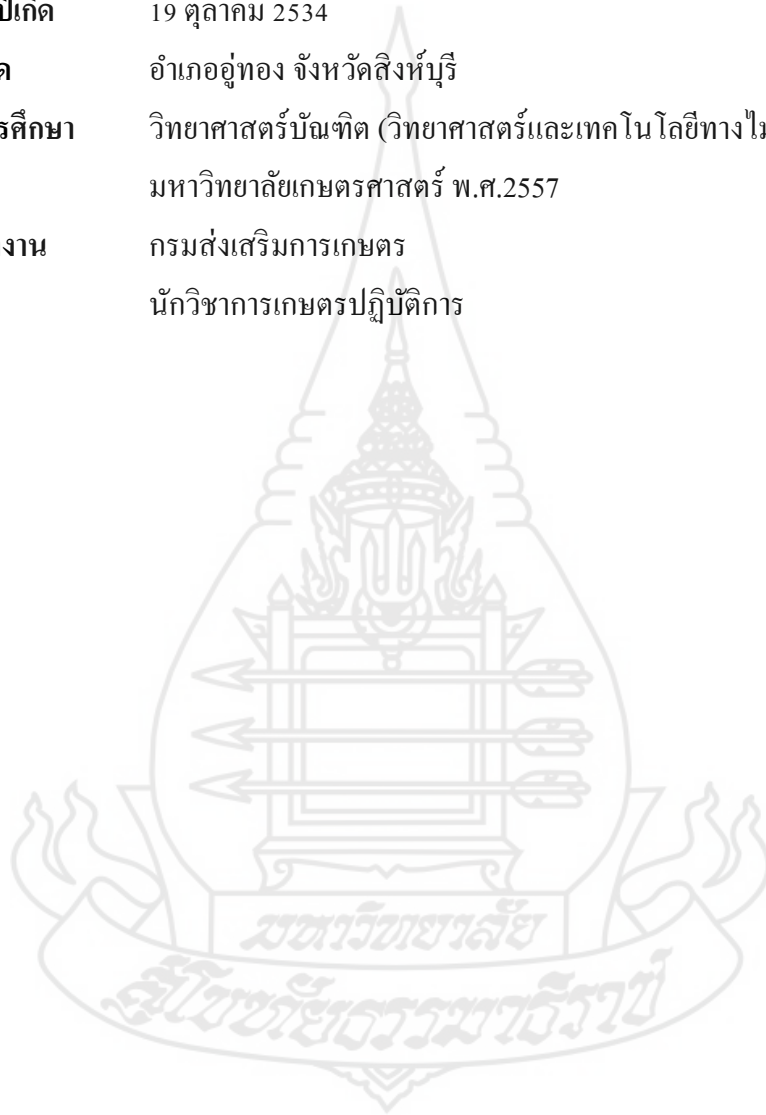 ปีเกิด 19 ตุลาคม 2534
ด อำเภออู่ทอง จังหวัดสิงห์บุรี
รศึกษา วิทยาศาสตร์บัณฑิต (วิทยาศาสตร์และเทคโนโลยีทางไม
มหาวิทยาลัยเกษตรศาสตร์ พ.ศ.2557
งาน กรมส่งเสริมการเกษตร
นักวิชาการเกษตรปฏิบัติการ
มหาวิทยาลัย
สุโขทัยธรรมาธิราช